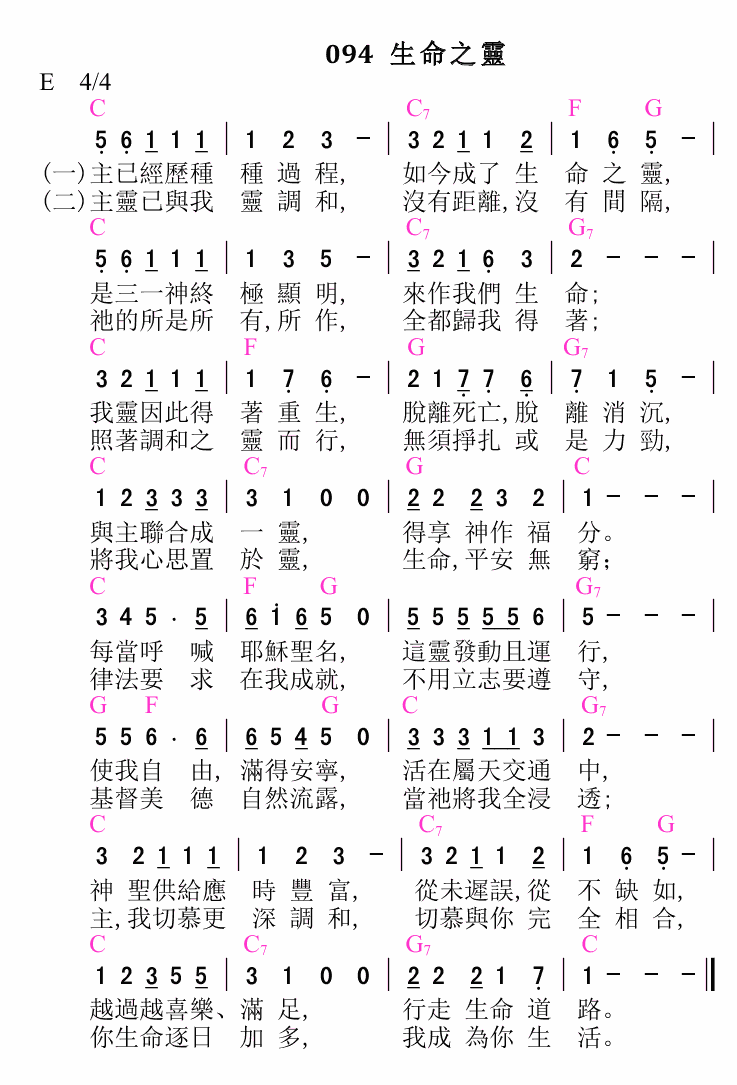 094 生命之靈
E 4/4
C C7 F G
5 6 1 1 1 | 1 2 3 － | 3 2 1 1 2 | 1 6 5 － |
(一)主已經歷種 種 過 程, 如今成了 生 命 之 靈,
(二)主靈已與我 靈 調 和, 沒有距離,沒 有 間 隔,
C C7 G7
5 6 1 1 1 | 1 3 5 － | 3 2 1 6 3 | 2 － － － |
是三一神終 極 顯 明, 來作我們 生 命;
祂的所是所 有,所 作, 全都歸我 得 著;
C F G G7
3 2 1 1 1 | 1 7 6 － | 2 1 7 7 6 | 7 1 5 － |
我靈因此得 著 重 生, 脫離死亡,脫 離 消 沉,
照著調和之 靈 而 行, 無須掙扎 或 是 力 勁,
C C7 G C
1 2 3 3 3 | 3 1 0 0 | 2 2 2 3 2 | 1 － － － |
與主聯合成 一 靈, 得享 神作 福 分。
將我心思置 於 靈, 生命,平安 無 窮;
C F G G7
3 4 5 · 5 | 6 1 6 5 0 | 5 5 5 5 5 6 | 5 － － － |
每當呼 喊 耶穌聖名, 這靈發動且運 行,
律法要 求 在我成就, 不用立志要遵 守,
G F G C G7
5 5 6 · 6 | 6 5 4 5 0 | 3 3 3 1 1 3 | 2 － － － |
使我自 由, 滿得安寧, 活在屬天交通 中,
基督美 德 自然流露, 當祂將我全浸 透;
C C7 F G
3 2 1 1 1 | 1 2 3 － | 3 2 1 1 2 | 1 6 5 － |
神 聖供給應 時 豐 富, 從未遲誤,從 不 缺 如,
主,我切慕更 深 調 和, 切慕與你 完 全 相 合,
C C7 G7 C
1 2 3 5 5 | 3 1 0 0 | 2 2 2 1 7 | 1 － － － ‖
越過越喜樂、滿 足, 行走 生命 道 路。
你生命逐日 加 多, 我成 為你 生 活。